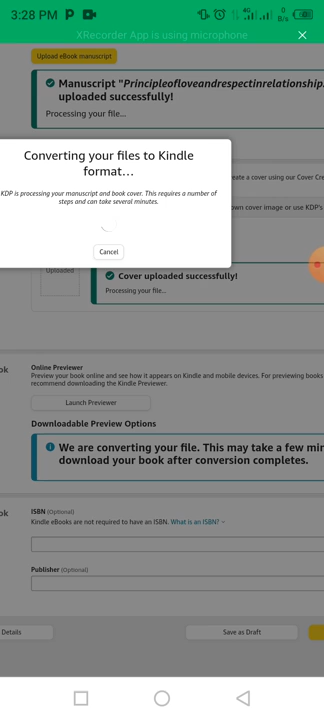 3:28 PM P
4G
0
B/s
XRecorder App is using microphone
Upload eBook manuscript
Manuscript "Principleofloveandrespectinrelationship.
uploaded successfully!
Processing your file...
Converting your files to Kindle
format...
KDP is processing your manuscript and book cover. This requires a number of
steps and can take several minutes.
Cancel
eate a cover using our Cover Cre
own cover image or use KDP's
Uploaded
Cover uploaded successfully!
Processing your file...
ook
Online Previewer
Preview your book online and see how it appears on Kindle and mobile devices. For previewing books
recommend downloading the Kindle Previewer.
Launch Previewer
Downloadable Preview Options
We are converting your file. This may take a few min
download your book after conversion completes.
ok
ISBN (Optional)
Kindle eBooks are not required to have an ISBN. What is an ISBN?
Publisher (Optional)
Details
Save as Draft